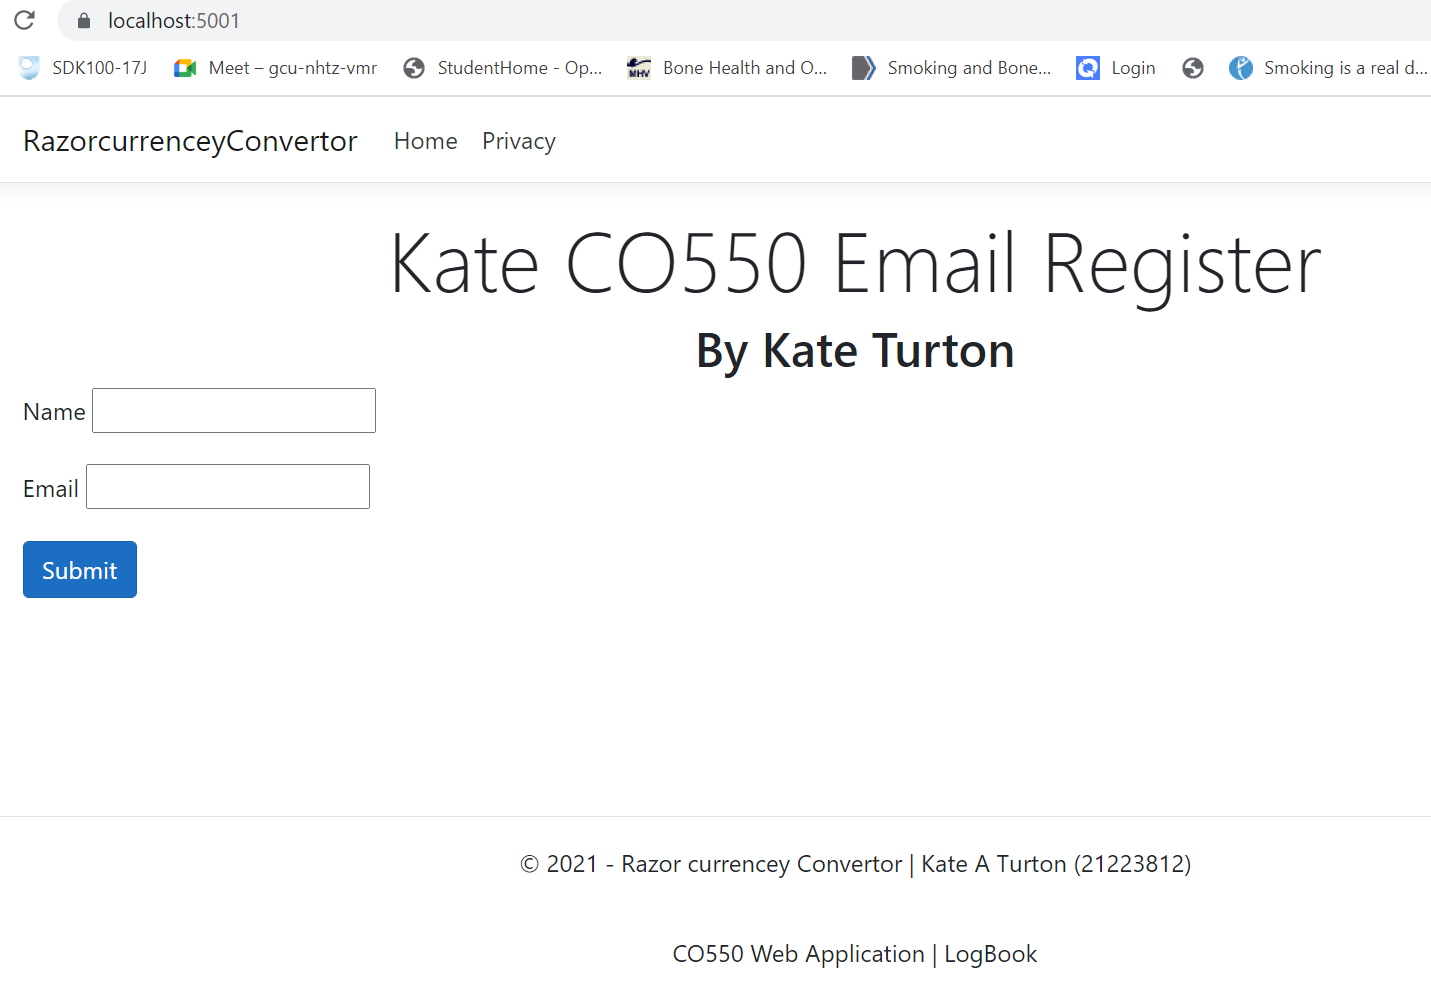 localhost:5001
SDK100-17J Meet – gcu-nhtz-vmr StudentHome - Op... MHV Bone Health and O... Smoking and Bone... Login Smoking is a real d...
RazorcurrenceyConvertor Home Privacy
Kate CO550 Email Register
By Kate Turton
Name
Email
Submit
© 2021 - Razor currencey Convertor | Kate A Turton (21223812)
CO550 Web Application | LogBook